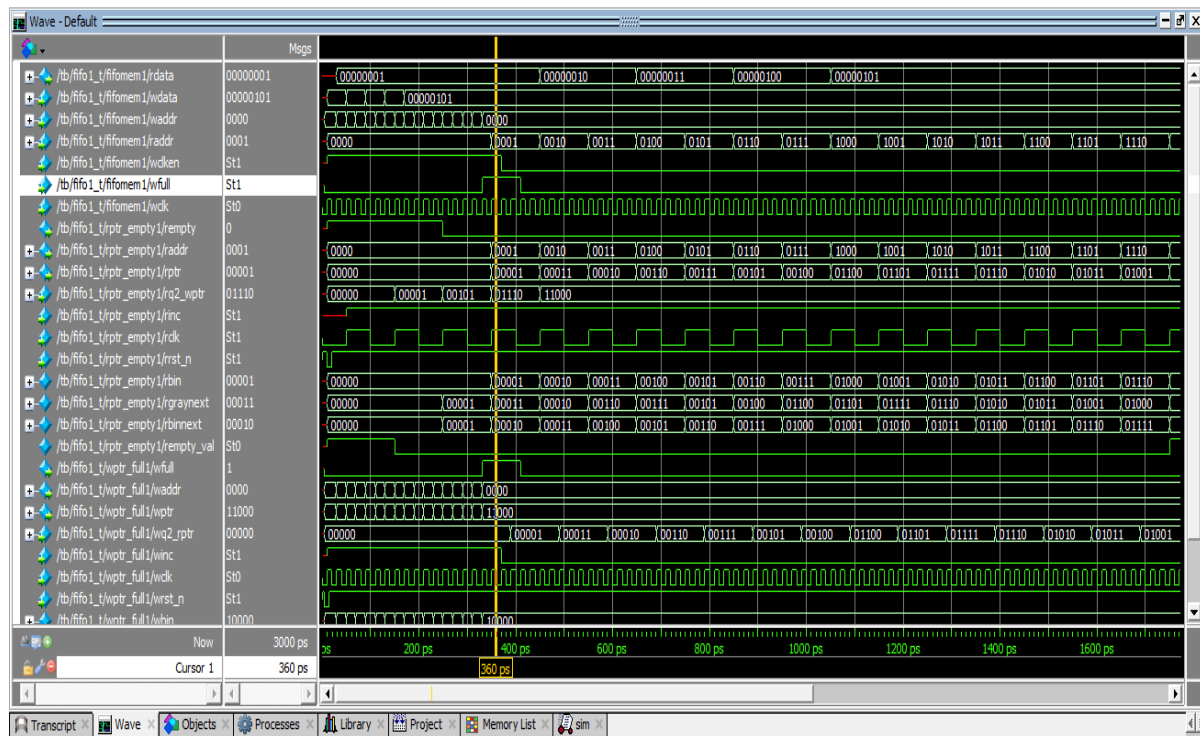 Wave - Default
Msgs
/tb/fifo1_t/fifomem1/rdata 00000001 00000001 00000010 00000011 00000100 00000101
/tb/fifo1_t/fifomem1/wdata 00000101 00000101
/tb/fifo1_t/fifomem1/waddr 0000 0000
/tb/fifo1_t/fifomem1/raddr 0001 0000 0001 0010 0011 0100 0101 0110 0111 1000 1001 1010 1011 1100 1101 1110
/tb/fifo1_t/fifomem1/wclken St1
/tb/fifo1_t/fifomem1/wfull St1
/tb/fifo1_t/fifomem1/wclk St0
/tb/fifo1_t/rptr_empty1/rempty 0
/tb/fifo1_t/rptr_empty1/raddr 0001 0000 0001 0010 0011 0100 0101 0110 0111 1000 1001 1010 1011 1100 1101 1110
/tb/fifo1_t/rptr_empty1/rptr 00001 00000 00001 00011 00010 00110 00111 00101 00100 01100 01101 01111 01110 01010 01011 01001
/tb/fifo1_t/rptr_empty1/rq2_wptr 01110 00000 00001 00101 01110 11000
/tb/fifo1_t/rptr_empty1/rinc St1
/tb/fifo1_t/rptr_empty1/rclk St1
/tb/fifo1_t/rptr_empty1/rrst_n St1
/tb/fifo1_t/rptr_empty1/rbin 00001 00000 00001 00010 00011 00100 00101 00110 00111 01000 01001 01010 01011 01100 01101 01110
/tb/fifo1_t/rptr_empty1/rgraynext 00011 00000 00001 00011 00010 00110 00111 00101 00100 01100 01101 01111 01110 01010 01011 01001 01000
/tb/fifo1_t/rptr_empty1/rbinnext 00010 00000 00001 00010 00011 00100 00101 00110 00111 01000 01001 01010 01011 01100 01101 01110 01111
/tb/fifo1_t/rptr_empty1/rempty_val St0
/tb/fifo1_t/wptr_full1/wfull 1
/tb/fifo1_t/wptr_full1/waddr 0000 0000
/tb/fifo1_t/wptr_full1/wptr 11000 11000
/tb/fifo1_t/wptr_full1/wq2_rptr 00000 00000 00001 00011 00010 00110 00111 00101 00100 01100 01101 01111 01110 01010 01011 01001
/tb/fifo1_t/wptr_full1/winc St1
/tb/fifo1_t/wptr_full1/wclk St0
/tb/fifo1_t/wptr_full1/wrst_n St1
/tb/fifo1_t/wptr_full1/wbin 10000 10000
Now 3000 ps ps 200 ps 400 ps 600 ps 800 ps 1000 ps 1200 ps 1400 ps 1600 ps
Cursor 1 360 ps 360 ps
Transcript Wave Objects Processes Library Project Memory List sim